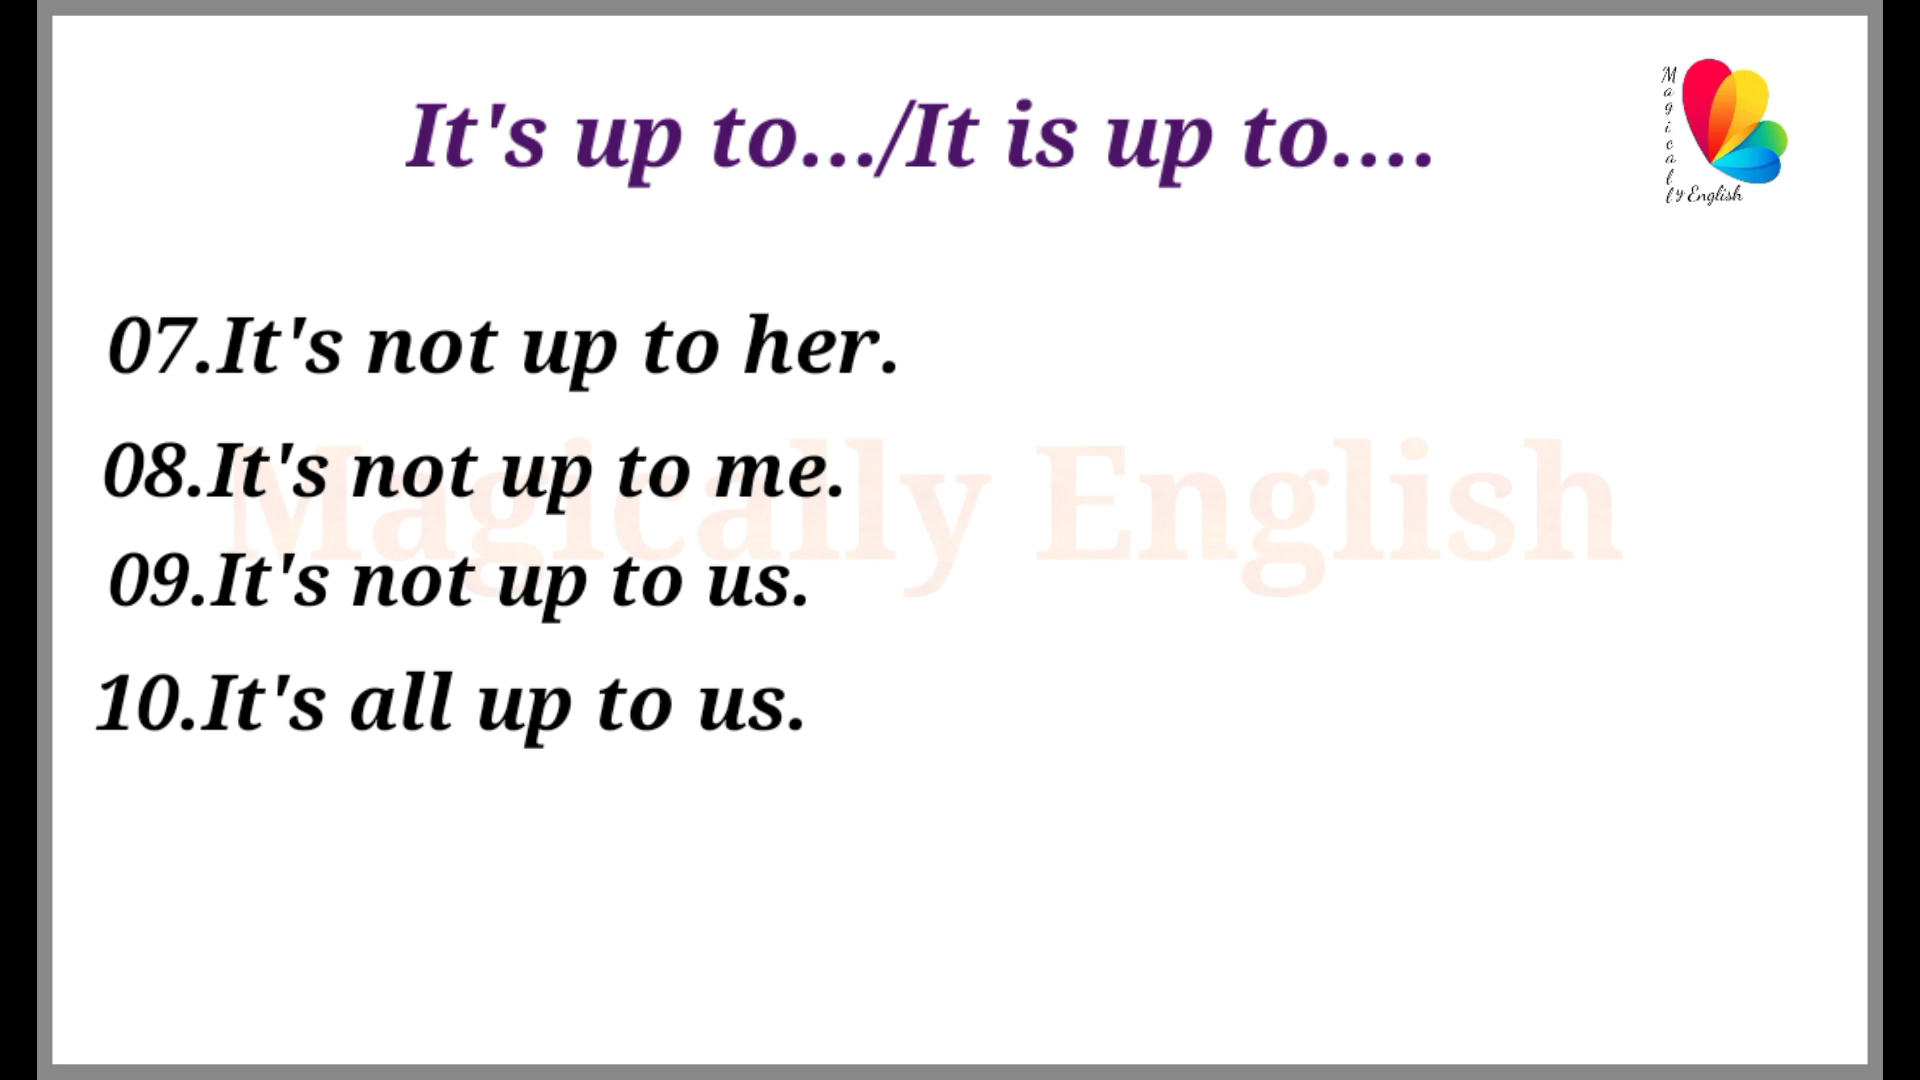 It's up to.../It is up to....
Magically English
07.It's not up to her.
08.It's not up to me.
Magically English
09.It's not up to us.
10.It's all up to us.